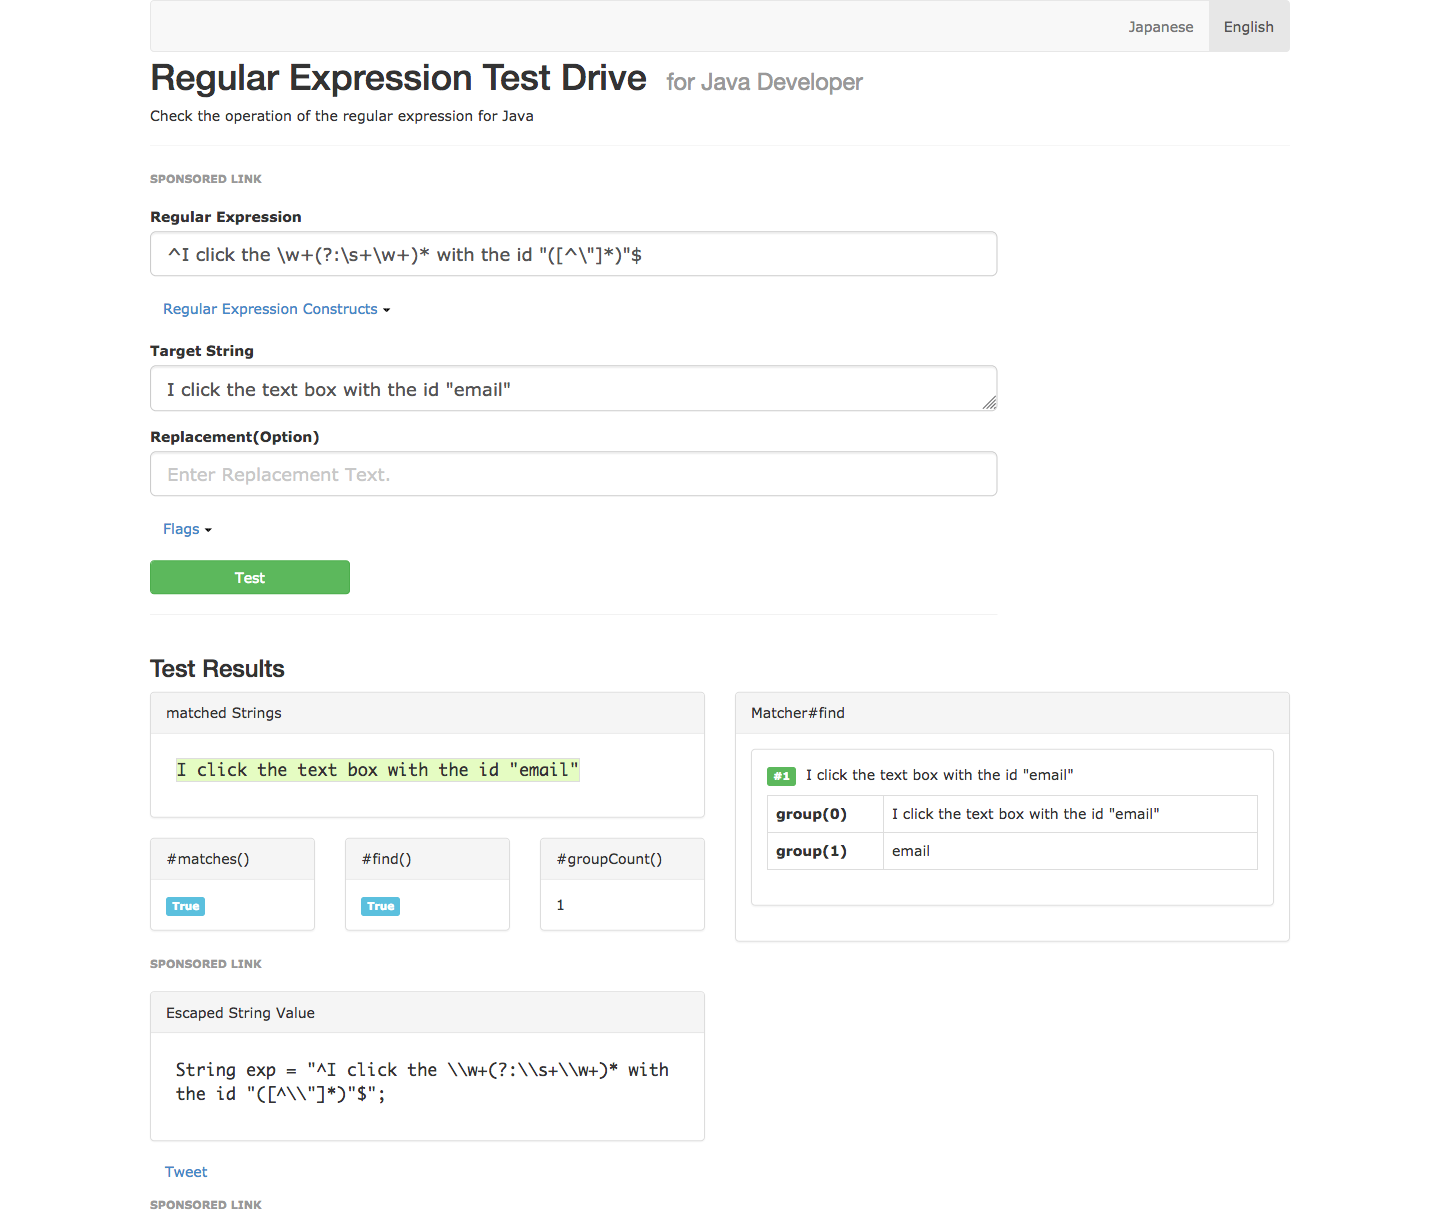 Japanese English
Regular Expression Test Drive for Java Developer
Check the operation of the regular expression for Java
SPONSORED LINK
Regular Expression
^I click the \w+(?:\s+\w+)* with the id "([^\"]*)"$
Regular Expression Constructs
Target String
I click the text box with the id "email"
Replacement(Option)
Enter Replacement Text.
Flags
Test
Test Results
matched Strings
I click the text box with the id "email"
#matches()
True
#find()
True
#groupCount()
1
Matcher#find
#1 I click the text box with the id "email"
group(0) I click the text box with the id "email"
group(1) email
SPONSORED LINK
Escaped String Value
String exp = "^I click the \\w+(?:\\s+\\w+)* with
the id "([^\\"]*)"$";
Tweet
SPONSORED LINK